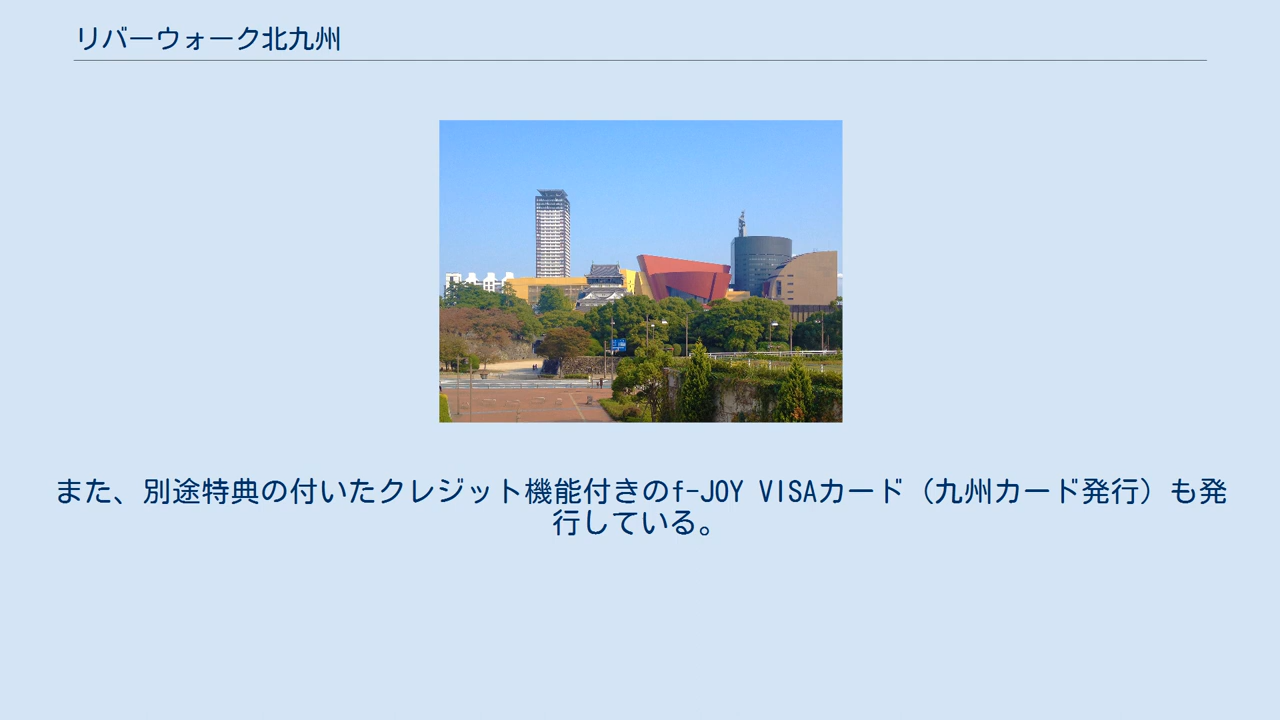 リバーウォーク北九州
また、別途特典の付いたクレジット機能付きのf-JOY VISAカード（九州カード発行）も発
行している。